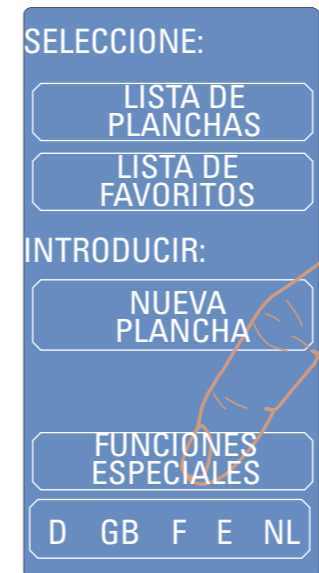 SELECCIONE:
LISTA DE
PLANCHAS
LISTA DE
FAVORITOS
INTRODUCIR:
NUEVA
PLANCHA
FUNCIONES
ESPECIALES
D GB F E NL